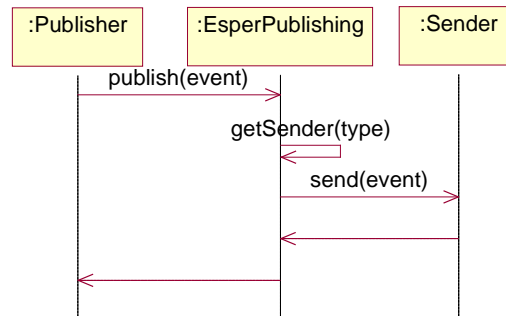 :Publisher
:EsperPublishing
:Sender
publish(event)
getSender(type)
send(event)